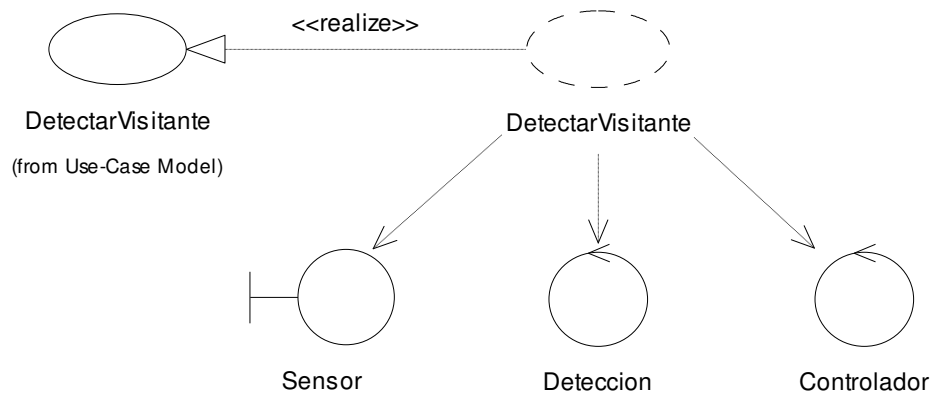 <<realize>>
DetectarVisitante
(from Use-Case Model)
DetectarVisitante
Sensor
Deteccion
Controlador